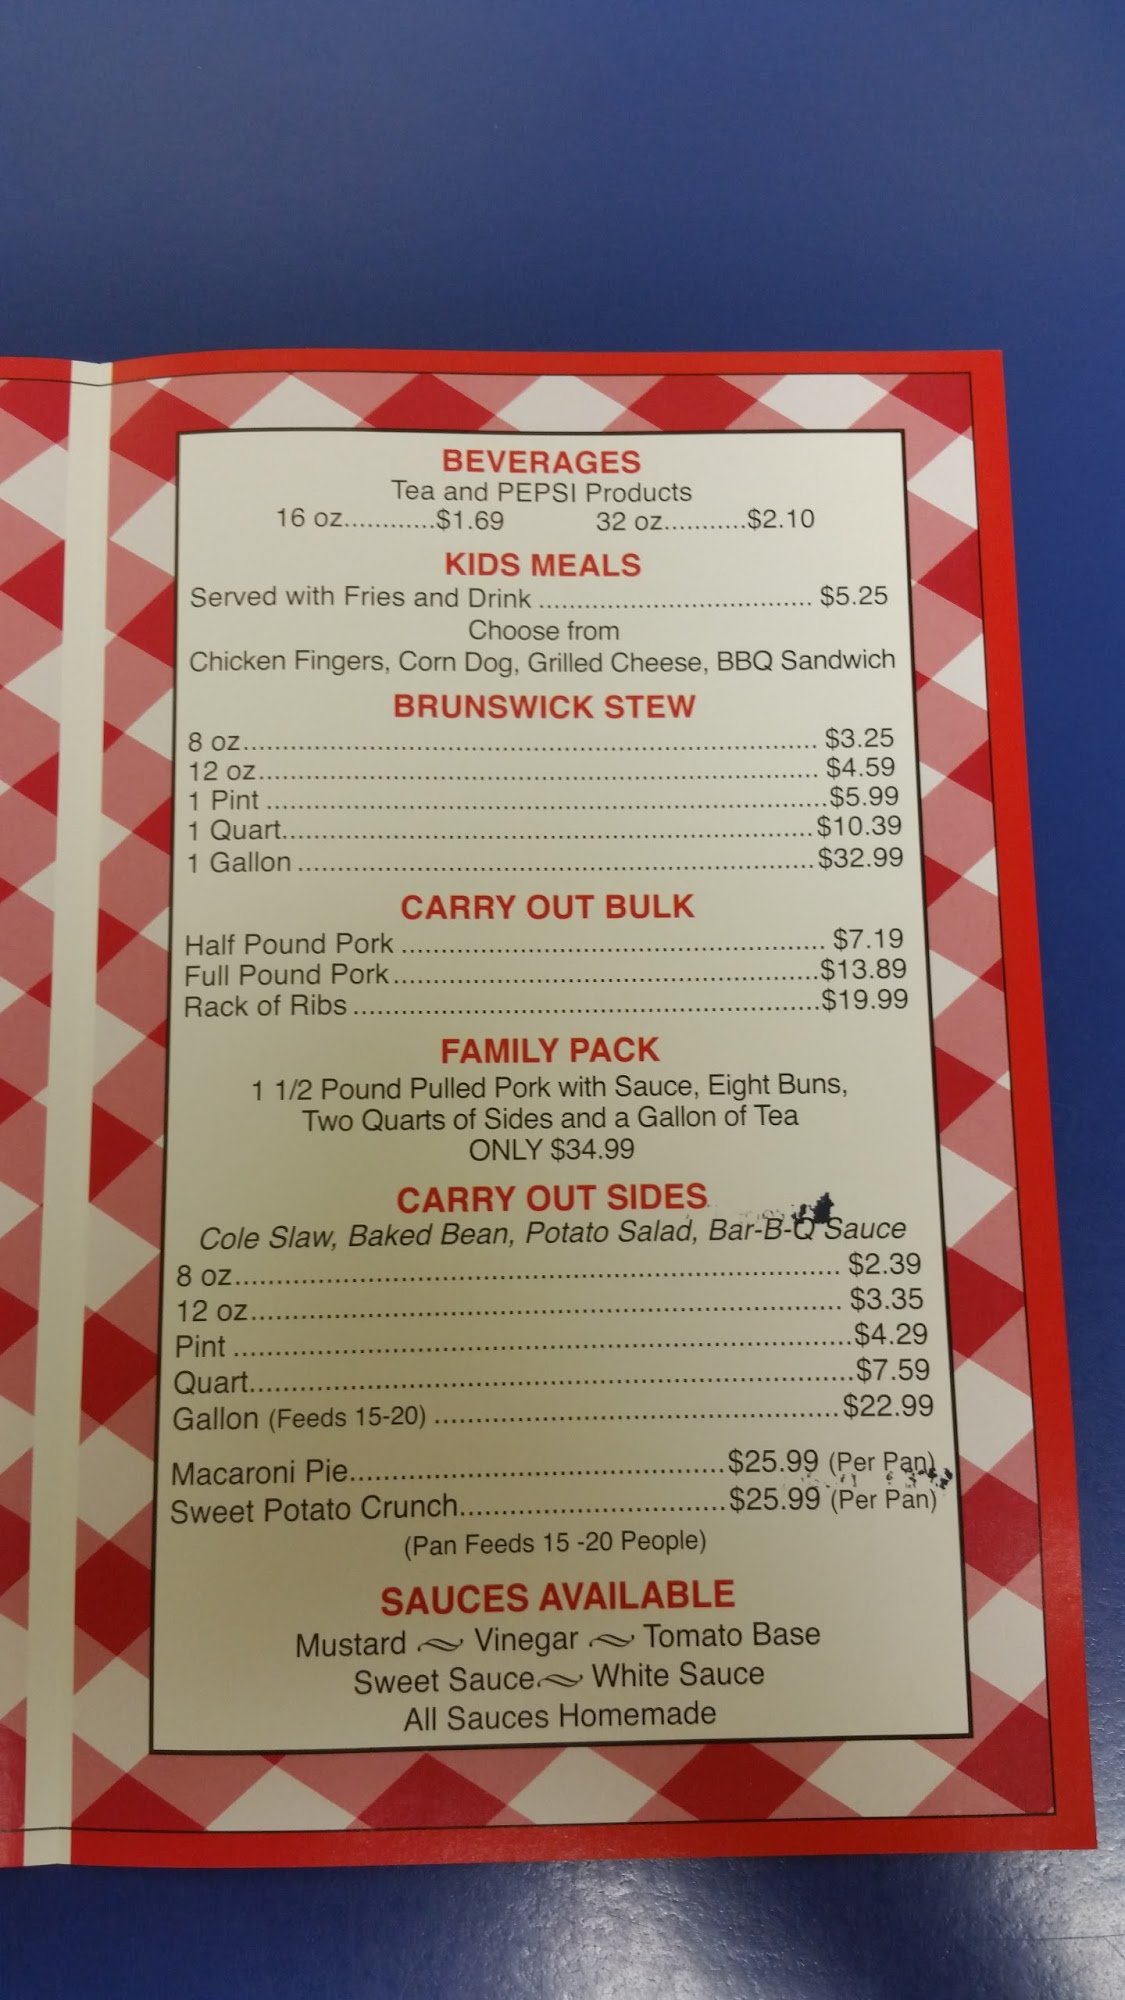 BEVERAGES
Tea and PEPSI Products
16 oz............$1.69 32 oz...........$2.10
KIDS MEALS
Served with Fries and Drink .................................... $5.25
Choose from
Chicken Fingers, Corn Dog, Grilled Cheese, BBQ Sandwich
BRUNSWICK STEW
8 oz............................................................................ $3.25
12 oz.......................................................................... $4.59
1 Pint ..........................................................................$5.99
1 Quart......................................................................$10.39
1 Gallon ....................................................................$32.99
CARRY OUT BULK
Half Pound Pork ........................................................ $7.19
Full Pound Pork........................................................$13.89
Rack of Ribs .............................................................$19.99
FAMILY PACK
1 1/2 Pound Pulled Pork with Sauce, Eight Buns,
Two Quarts of Sides and a Gallon of Tea
ONLY $34.99
CARRY OUT SIDES
Cole Slaw, Baked Bean, Potato Salad, Bar-B-Q Sauce
8 oz................................................................................ $2.39
12 oz.............................................................................. $3.35
Pint .................................................................................$4.29
Quart...............................................................................$7.59
Gallon (Feeds 15-20) .....................................................$22.99
Macaroni Pie.................................................$25.99 (Per Pan)
Sweet Potato Crunch...................................$25.99 (Per Pan)
(Pan Feeds 15 -20 People)
SAUCES AVAILABLE
Mustard ~ Vinegar ~ Tomato Base
Sweet Sauce ~ White Sauce
All Sauces Homemade